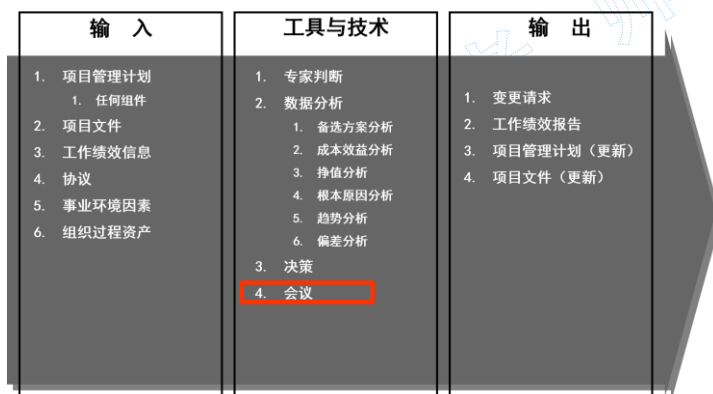 输 入
1. 项目管理计划
1. 任何组件
2. 项目文件
3. 工作绩效信息
4. 协议
5. 事业环境因素
6. 组织过程资产
工具与技术
1. 专家判断
2. 数据分析
1. 备选方案分析
2. 成本效益分析
3. 挣值分析
4. 根本原因分析
5. 趋势分析
6. 偏差分析
3. 决策
4. 会议
输 出
1. 变更请求
2. 工作绩效报告
3. 项目管理计划（更新）
4. 项目文件（更新）